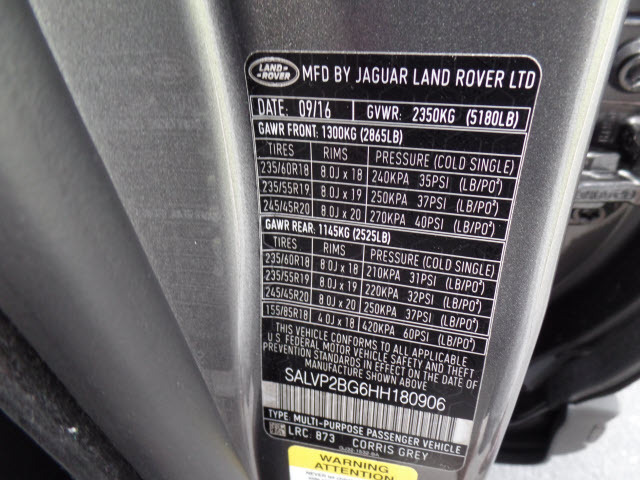 LAND ROVER MFD BY JAGUAR LAND ROVER LTD
DATE: 09/16 GVWR: 2350KG (5180LB)
GAWR FRONT: 1300KG (2865LB)
TIRES RIMS PRESSURE (COLD SINGLE)
235/60R18 8.0J x 18 240KPA 35PSI (LB/PO²)
235/55R19 8.0J x 19 250KPA 37PSI (LB/PO²)
245/45R20 8.0J x 20 270KPA 40PSI (LB/PO²)
GAWR REAR: 1145KG (2525LB)
TIRES RIMS PRESSURE (COLD SINGLE)
235/60R18 8.0J x 18 210KPA 31PSI (LB/PO²)
235/55R19 8.0J x 19 220KPA 32PSI (LB/PO²)
245/45R20 8.0J x 20 250KPA 37PSI (LB/PO²)
155/85R18 4.0J x 18 420KPA 60PSI (LB/PO²)
THIS VEHICLE CONFORMS TO ALL APPLICABLE
U.S. FEDERAL MOTOR VEHICLE SAFETY AND THEFT
PREVENTION STANDARDS IN EFFECT ON THE DATE OF
MANUFACTURE SHOWN ABOVE
SALVP2BG6HH180906
TYPE: MULTI-PURPOSE PASSENGER VEHICLE
LRC: 873 CORRIS GREY
WARNING
ATTENTION